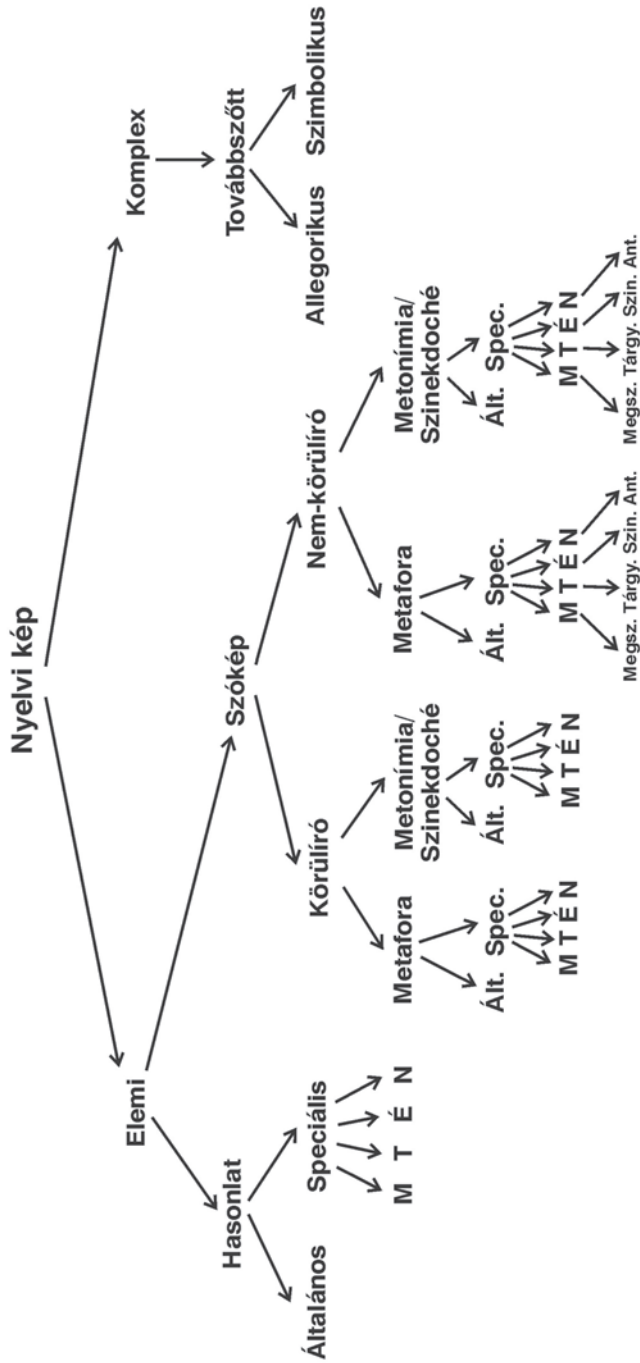 Nyelvi kép
Elemi
Komplex
Hasonlat
Szókép
Továbbszőtt
Általános
Speciális
Körülíró
Nem-körülíró
Allegorikus
Szimbolikus
M T É N
Metafora
Metonímia/
Szinekdoché
Metafora
Metonímia/
Szinekdoché
Ált. Spec.
Ált. Spec.
Ált. Spec.
Ált. Spec.
M T É N
M T É N
M T É N
M T É N
Megsz. Tárgy. Szin. Ant.
Megsz. Tárgy. Szin. Ant.